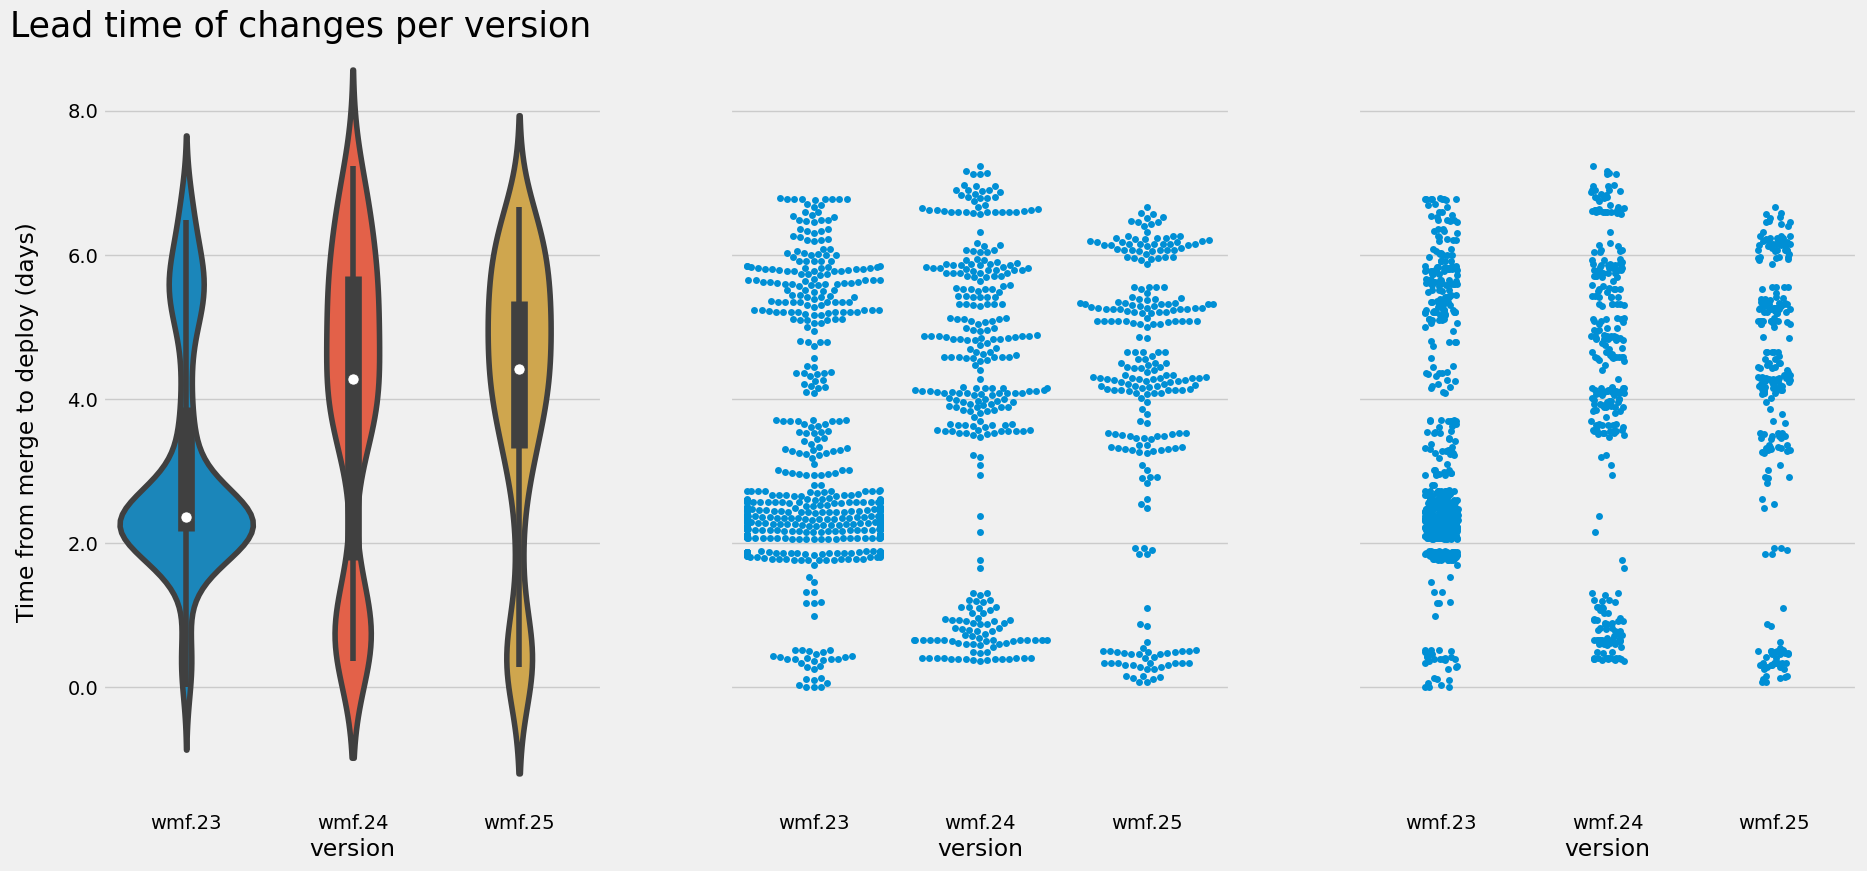 Lead time of changes per version
Time from merge to deploy (days)
8.0
6.0
4.0
2.0
0.0
wmf.23 wmf.24 wmf.25
version
wmf.23 wmf.24 wmf.25
version
wmf.23 wmf.24 wmf.25
version